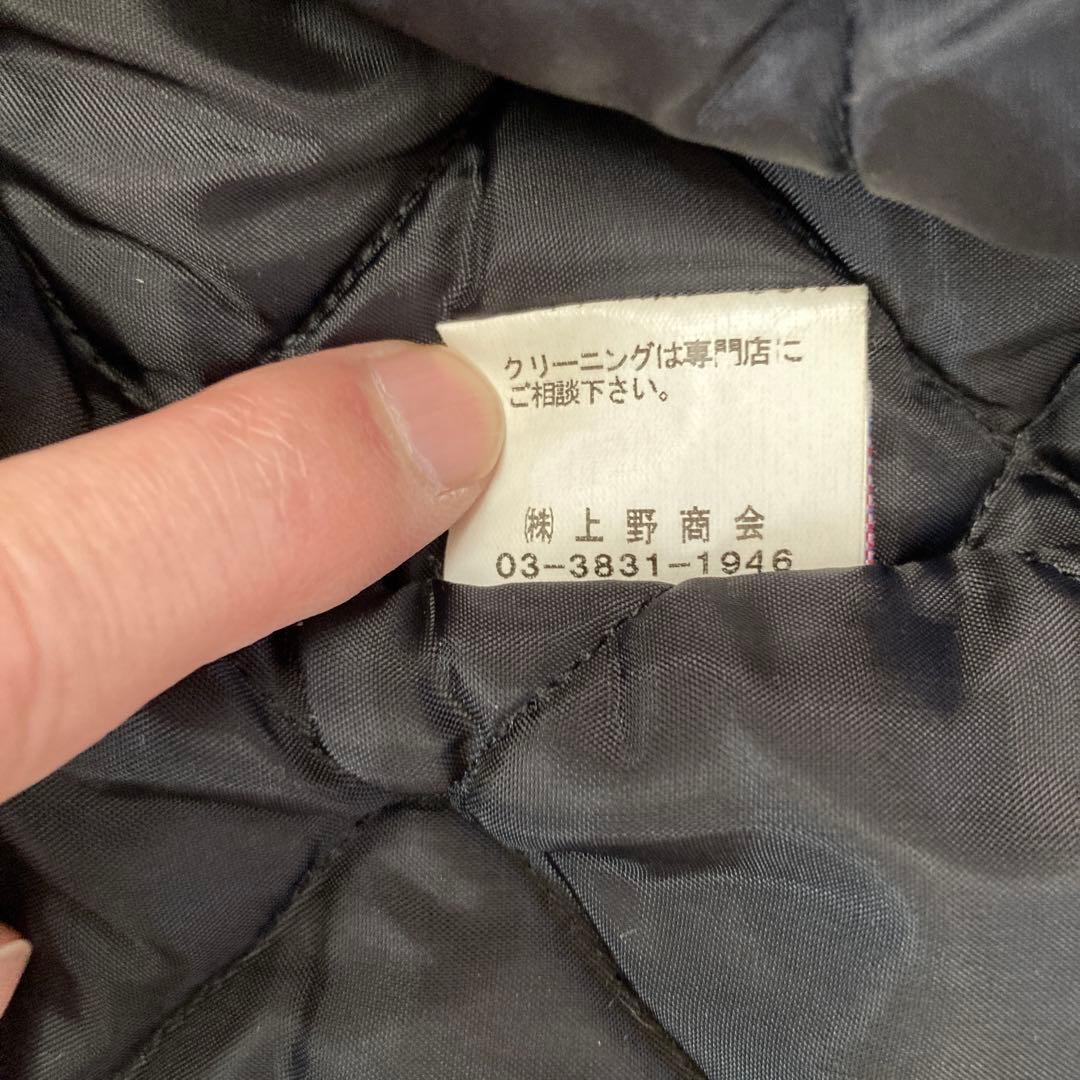 クリーニングは専門店に
ご相談下さい。
㈱上野商会
03-3831-1946